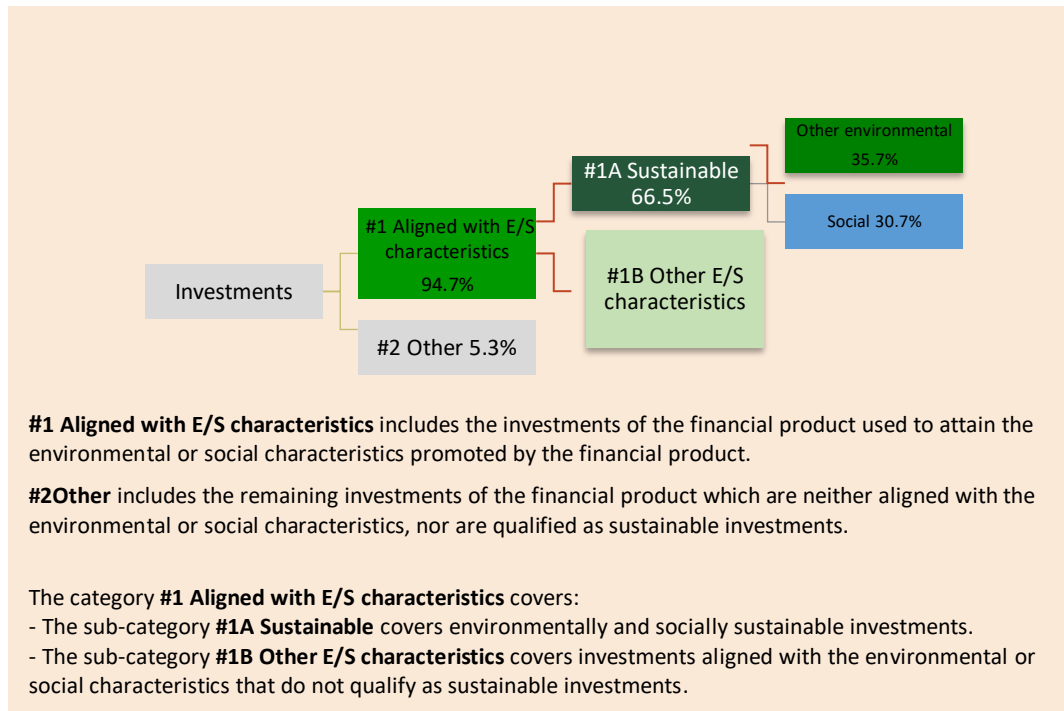 Investments
#1 Aligned with E/S
characteristics
94.7%
#2 Other 5.3%
#1A Sustainable
66.5%
#1B Other E/S
characteristics
Other environmental
35.7%
Social 30.7%
#1 Aligned with E/S characteristics includes the investments of the financial product used to attain the
environmental or social characteristics promoted by the financial product.
#2Other includes the remaining investments of the financial product which are neither aligned with the
environmental or social characteristics, nor are qualified as sustainable investments.
The category #1 Aligned with E/S characteristics covers:
- The sub-category #1A Sustainable covers environmentally and socially sustainable investments.
- The sub-category #1B Other E/S characteristics covers investments aligned with the environmental or
social characteristics that do not qualify as sustainable investments.